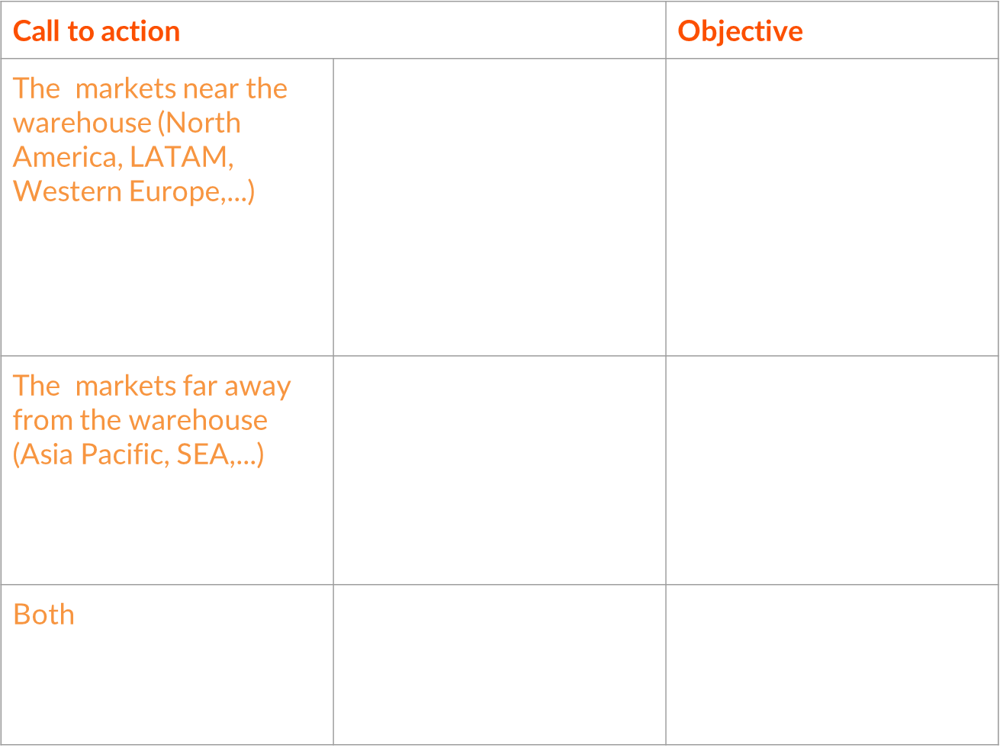 Call to action
Objective
The  markets near the
warehouse (North
America, LATAM,
Western Europe,...)
The  markets far away
from the warehouse
(Asia Pacific, SEA,...)
Both